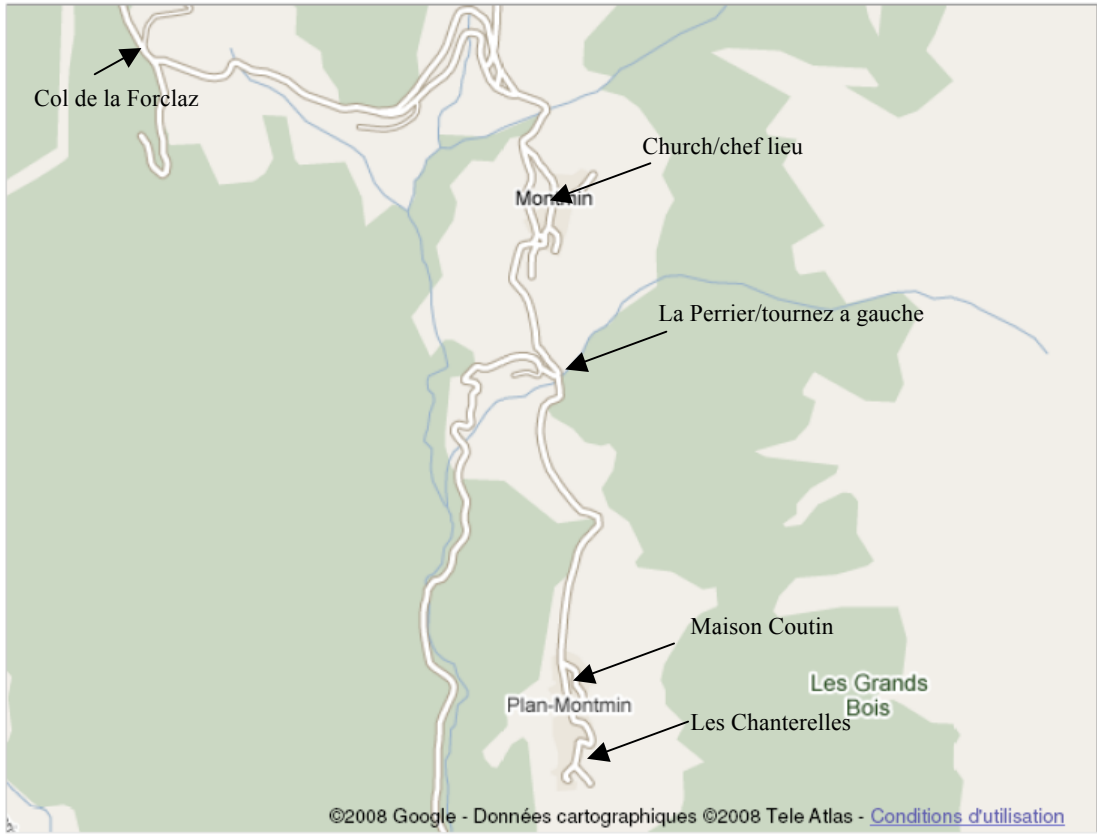 Col de la Forclaz
Church/chef lieu
Montmin
La Perrier/tournez a gauche
Maison Coutin
Les Grands
Bois
Plan-Montmin
Les Chanterelles
©2008 Google - Données cartographiques ©2008 Tele Atlas - Conditions d'utilisation